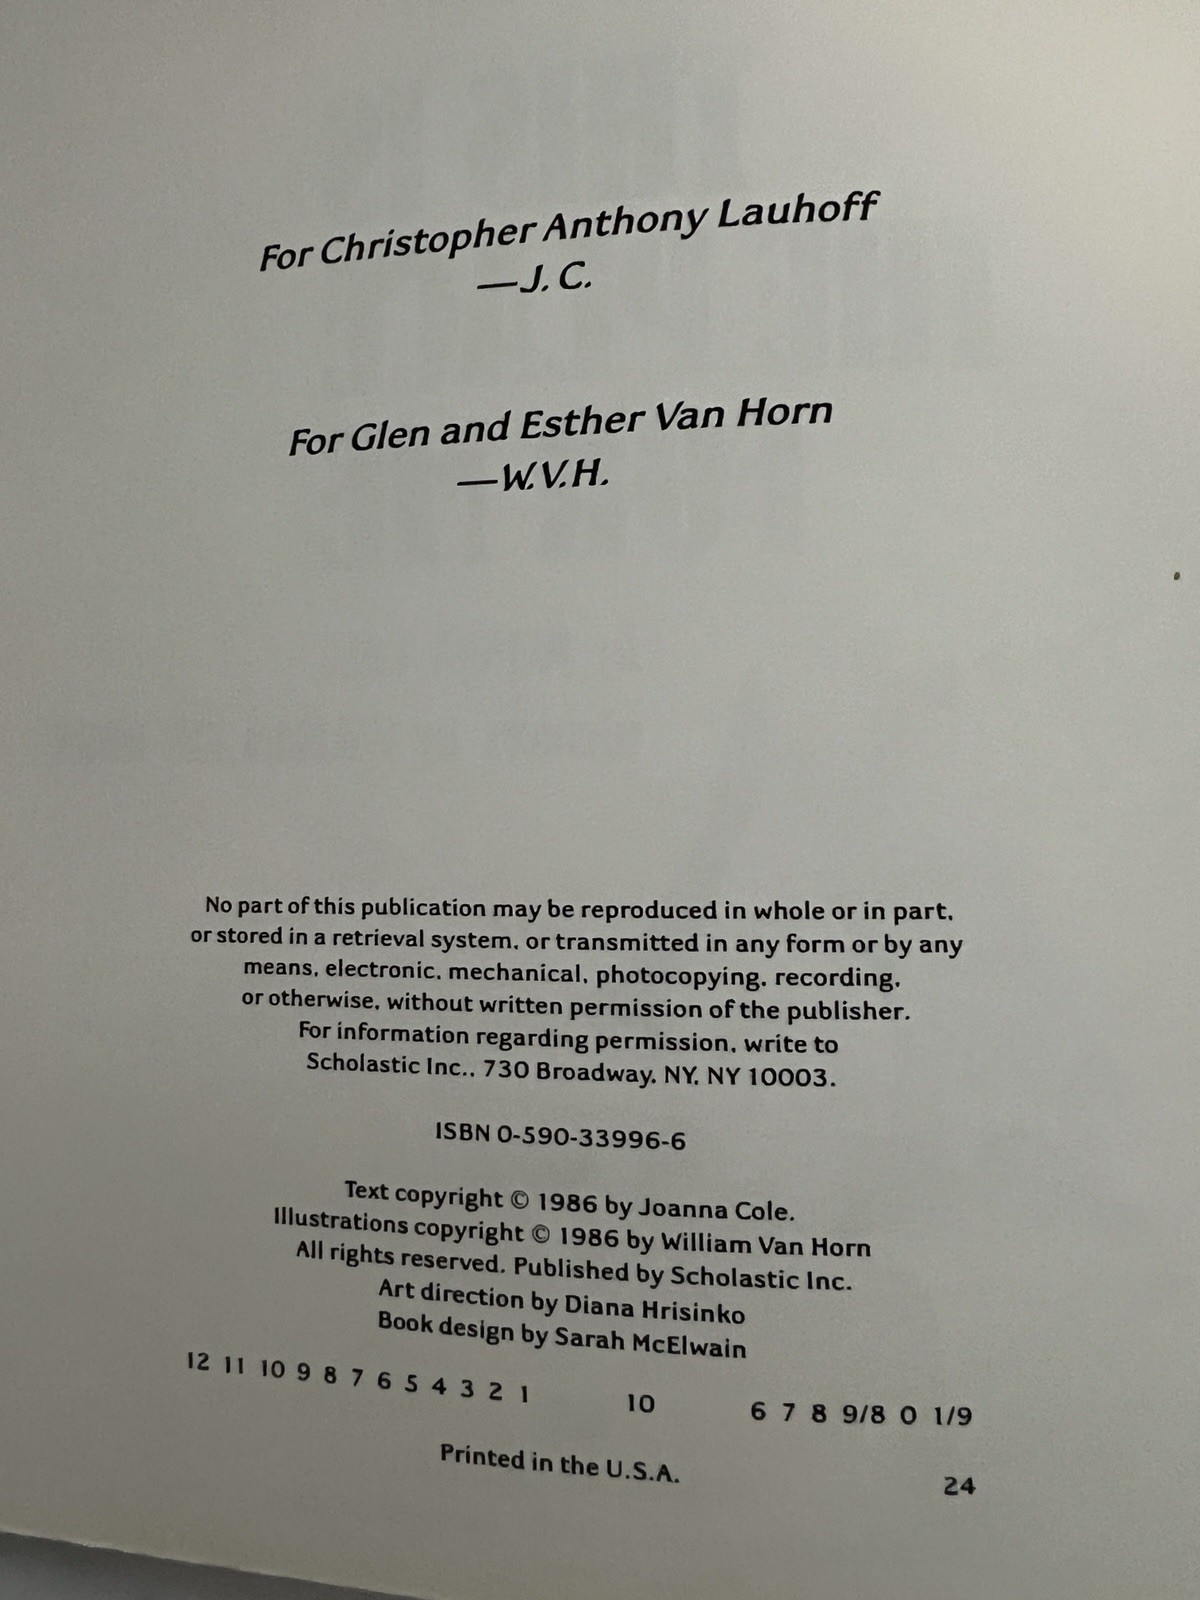 For Christopher Anthony Lauhoff
—J. C.
For Glen and Esther Van Horn
—W.V.H.
No part of this publication may be reproduced in whole or in part,
or stored in a retrieval system, or transmitted in any form or by any
means, electronic, mechanical, photocopying, recording,
or otherwise, without written permission of the publisher.
For information regarding permission, write to
Scholastic Inc., 730 Broadway, NY, NY 10003.
ISBN 0-590-33996-6
Text copyright © 1986 by Joanna Cole.
Illustrations copyright © 1986 by William Van Horn
All rights reserved. Published by Scholastic Inc.
Art direction by Diana Hrisinko
Book design by Sarah McElwain
12 11 10 9 8 7 6 5 4 3 2 1 10 6 7 8 9/8 0 1/9
Printed in the U.S.A. 24